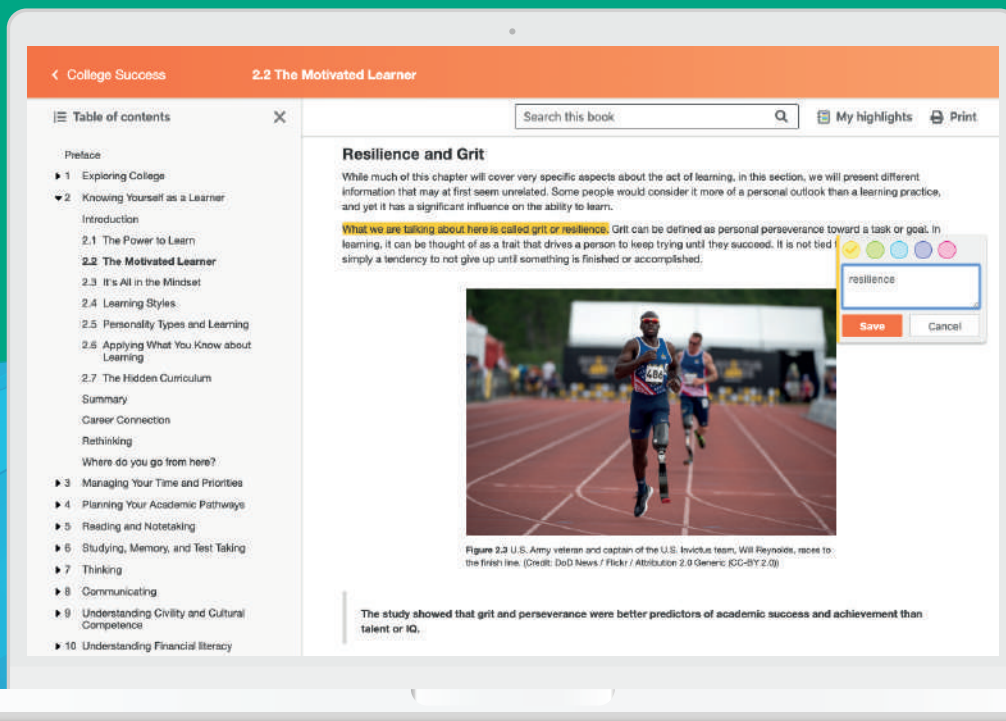 College Success
2.2 The Motivated Learner
Table of contents
Search this book
My highlights
Print
Preface
1 Exploring College
2 Knowing Yourself as a Learner
Introduction
2.1 The Power to Learn
2.2 The Motivated Learner
2.3 It's All in the Mindset
2.4 Learning Styles
2.5 Personality Types and Learning
2.6 Applying What You Know about
Learning
2.7 The Hidden Curriculum
Summary
Career Connection
Rethinking
Where do you go from here?
3 Managing Your Time and Priorities
4 Planning Your Academic Pathways
5 Reading and Notetaking
6 Studying, Memory, and Test Taking
7 Thinking
8 Communicating
9 Understanding Civility and Cultural
Competence
10 Understanding Financial literacy
Resilience and Grit
While much of this chapter will cover very specific aspects about the act of learning, in this section, we will present different
information that may at first seem unrelated. Some people would consider it more of a personal outlook than a learning practice,
and yet it has a significant influence on the ability to learn.
What we are talking about here is called grit or resilience. Grit can be defined as personal perseverance toward a task or goal. In
learning, it can be thought of as a trait that drives a person to keep trying until they succeed. It is not tied
simply a tendency to not give up until something is finished or accomplished.
resilience
Save
Cancel
486
Figure 2.3 U.S. Army veteran and captain of the U.S. Invictus team, Will Reynolds, races to
the finish line. (Credit: DoD News / Flickr / Attribution 2.0 Generic (CC-BY 2.0))
The study showed that grit and perseverance were better predictors of academic success and achievement than
talent or IQ.